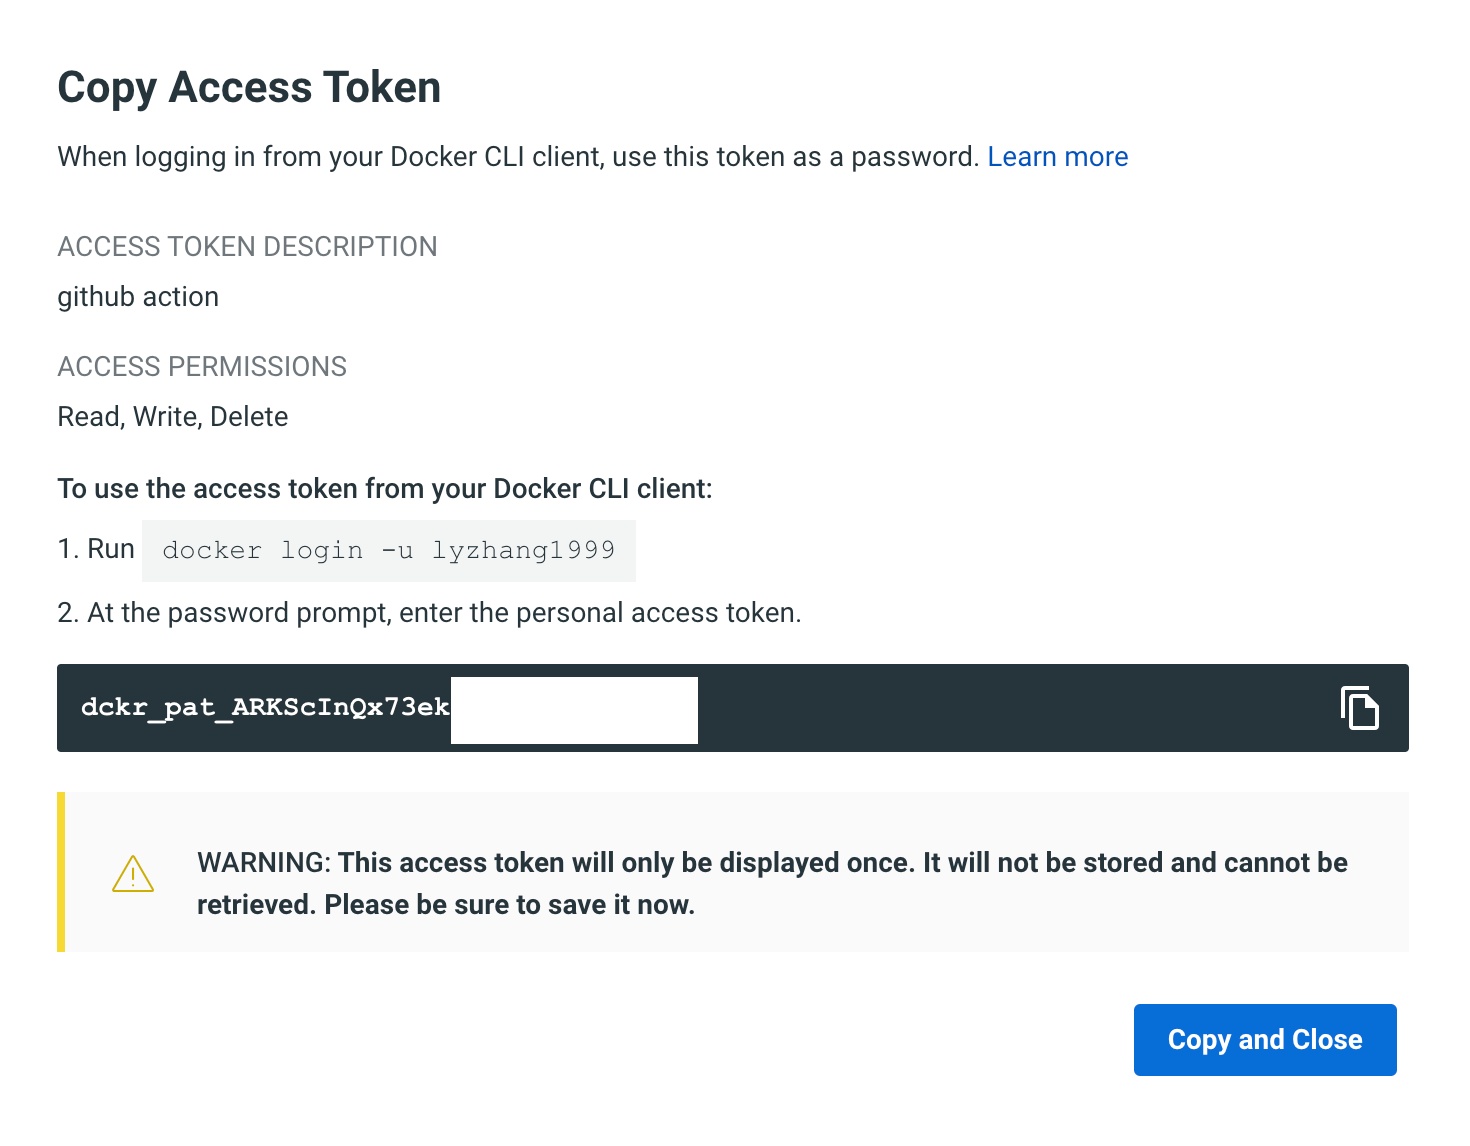 Copy Access Token
When logging in from your Docker CLI client, use this token as a password. Learn more
ACCESS TOKEN DESCRIPTION
github action
ACCESS PERMISSIONS
Read, Write, Delete
To use the access token from your Docker CLI client:
1. Run docker login -u lyzhang1999
2. At the password prompt, enter the personal access token.
dckr_pat_ARKScInQx73ek
WARNING: This access token will only be displayed once. It will not be stored and cannot be
retrieved. Please be sure to save it now.
Copy and Close